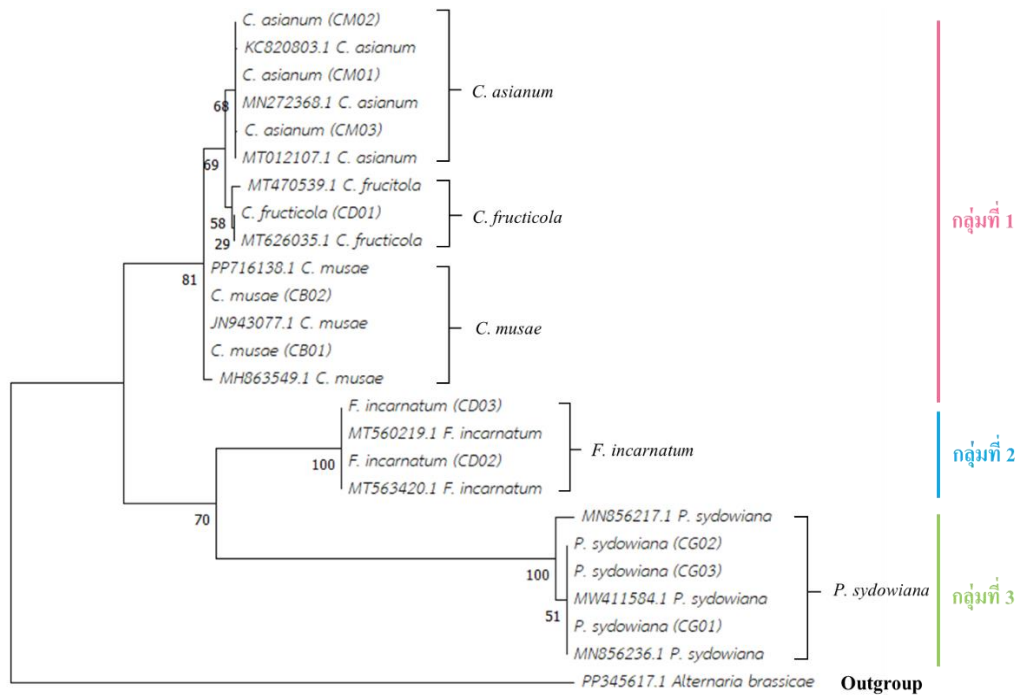 C. asianum (CM02)
KC820803.1 C. asianum
C. asianum (CM01)
MN272368.1 C. asianum
C. asianum (CM03)
MT012107.1 C. asianum
C. asianum
68
69
MT470539.1 C. frucitola
C. fructicola (CD01)
MT626035.1 C. fructicola
C. fructicola
58
29
กลุ่มที่ 1
PP716138.1 C. musae
C. musae (CB02)
JN943077.1 C. musae
C. musae (CB01)
MH863549.1 C. musae
C. musae
81
F. incarnatum (CD03)
MT560219.1 F. incarnatum
F. incarnatum (CD02)
MT563420.1 F. incarnatum
F. incarnatum
100
กลุ่มที่ 2
70
MN856217.1 P. sydowiana
P. sydowiana (CG02)
P. sydowiana (CG03)
MW411584.1 P. sydowiana
P. sydowiana (CG01)
MN856236.1 P. sydowiana
P. sydowiana
100
51
กลุ่มที่ 3
PP345617.1 Alternaria brassicae
Outgroup